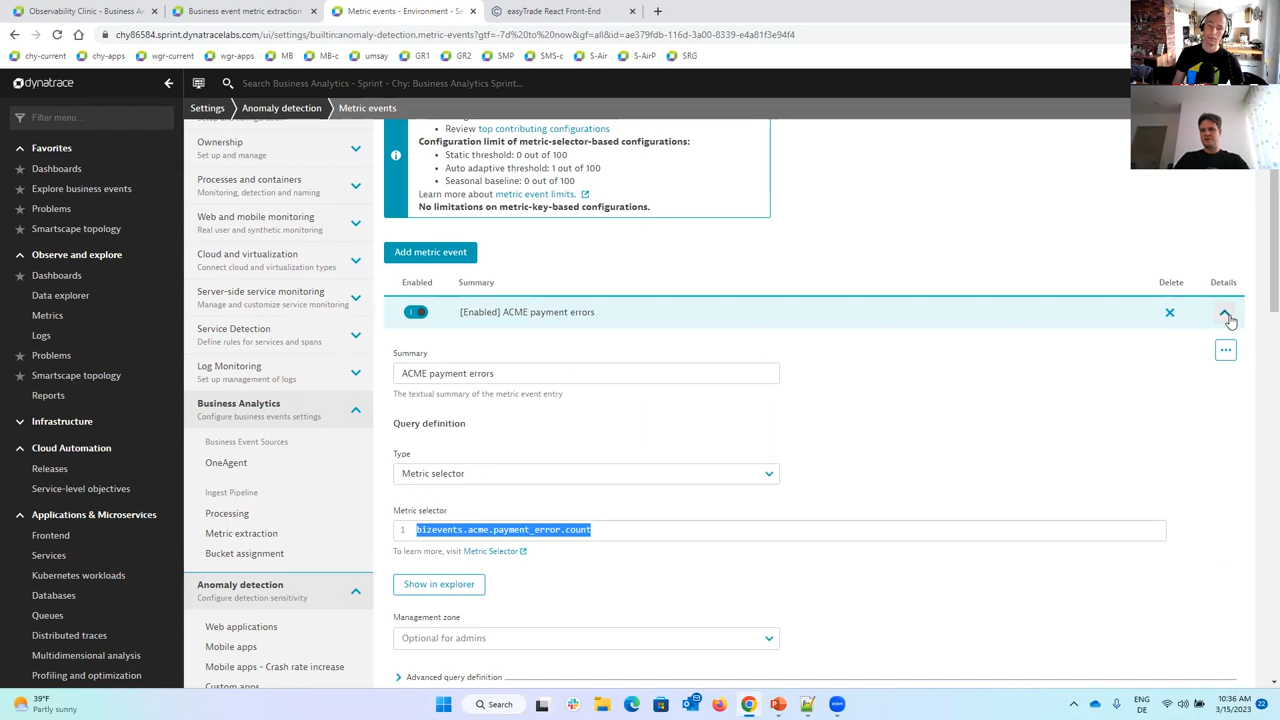 Observability Clinic - Business A
Business event metric extraction
Metric events - Settings - Se
easyTrade React Front-End
chy86584.sprint.dynatracelabs.com/ui/settings/builtin:anomaly-detection.metric-events?gtf=-7d%20to%20now&gf=all&id=ae379fdb-116d-3a00-8339-e4a81f3e94f4
chy-current
chy-apps
wgr-current
wgr-apps
MB
MB-c
umsay
GR1
GR2
SMP
SMS-c
S-Air
S-AirP
SRG
dynatrace
Search Business Analytics - Sprint - Chy: Business Analytics Sprint...
Settings
Anomaly detection
Metric events
Filter menu...
Favorites
Dashboards
Explore business events
Problems
Smartscape topology
Observe and explore
Dashboards
Data explorer
Metrics
Logs
Problems
Smartscape topology
Reports
Infrastructure
Cloud Automation
Releases
Service-level objectives
Applications & Microservices
Frontend
Services
Kubernetes workloads
Databases
Queues
Distributed traces
Multidimensional analysis
Profiling and optimization
Setup and configuration
Ownership
Set up and manage
Processes and containers
Monitoring, detection and naming
Web and mobile monitoring
Real user and synthetic monitoring
Cloud and virtualization
Connect cloud and virtualization types
Server-side service monitoring
Manage and customize service monitoring
Service Detection
Define rules for services and spans
Log Monitoring
Set up management of logs
Business Analytics
Configure business events settings
Business Event Sources
OneAgent
Ingest Pipeline
Processing
Metric extraction
Bucket assignment
Anomaly detection
Configure detection sensitivity
Web applications
Mobile apps
Mobile apps - Crash rate increase
Custom apps
Review top contributing configurations
Configuration limit of metric-selector-based configurations:
Static threshold: 0 out of 100
Auto adaptive threshold: 1 out of 100
Seasonal baseline: 0 out of 100
Learn more about metric event limits.
No limitations on metric-key-based configurations.
Add metric event
Enabled Summary Delete Details
[Enabled] ACME payment errors
Summary
ACME payment errors
The textual summary of the metric event entry
Query definition
Type
Metric selector
Metric selector
1 bizevents.acme.payment_error.count
To learn more, visit Metric Selector
Show in explorer
Management zone
Optional for admins
Advanced query definition
39°F
Partly sunny
Search
ENG
DE
10:36 AM
3/15/2023
22